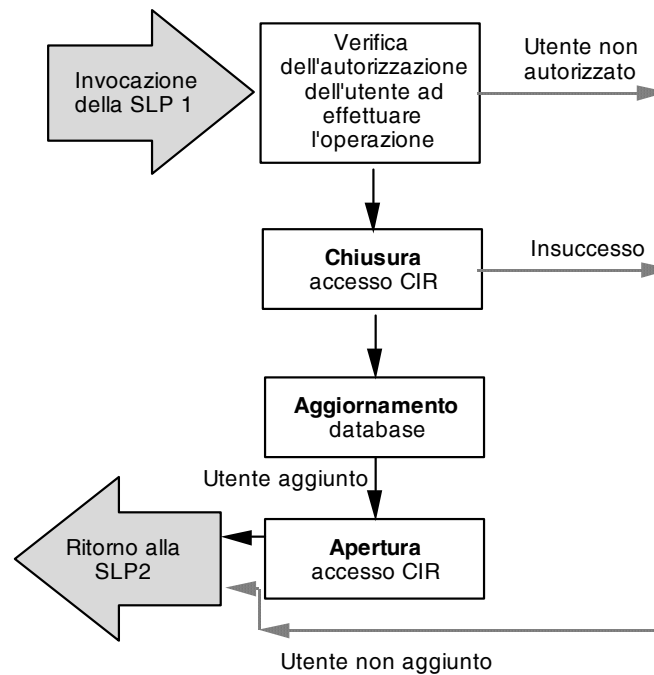 Invocazione
della SLP 1
Verifica
dell'autorizzazione
dell'utente ad
effettuare
l'operazione
Utente non
autorizzato
Chiusura
accesso CIR
Insuccesso
Aggiornamento
database
Utente aggiunto
Ritorno alla
SLP2
Apertura
accesso CIR
Utente non aggiunto